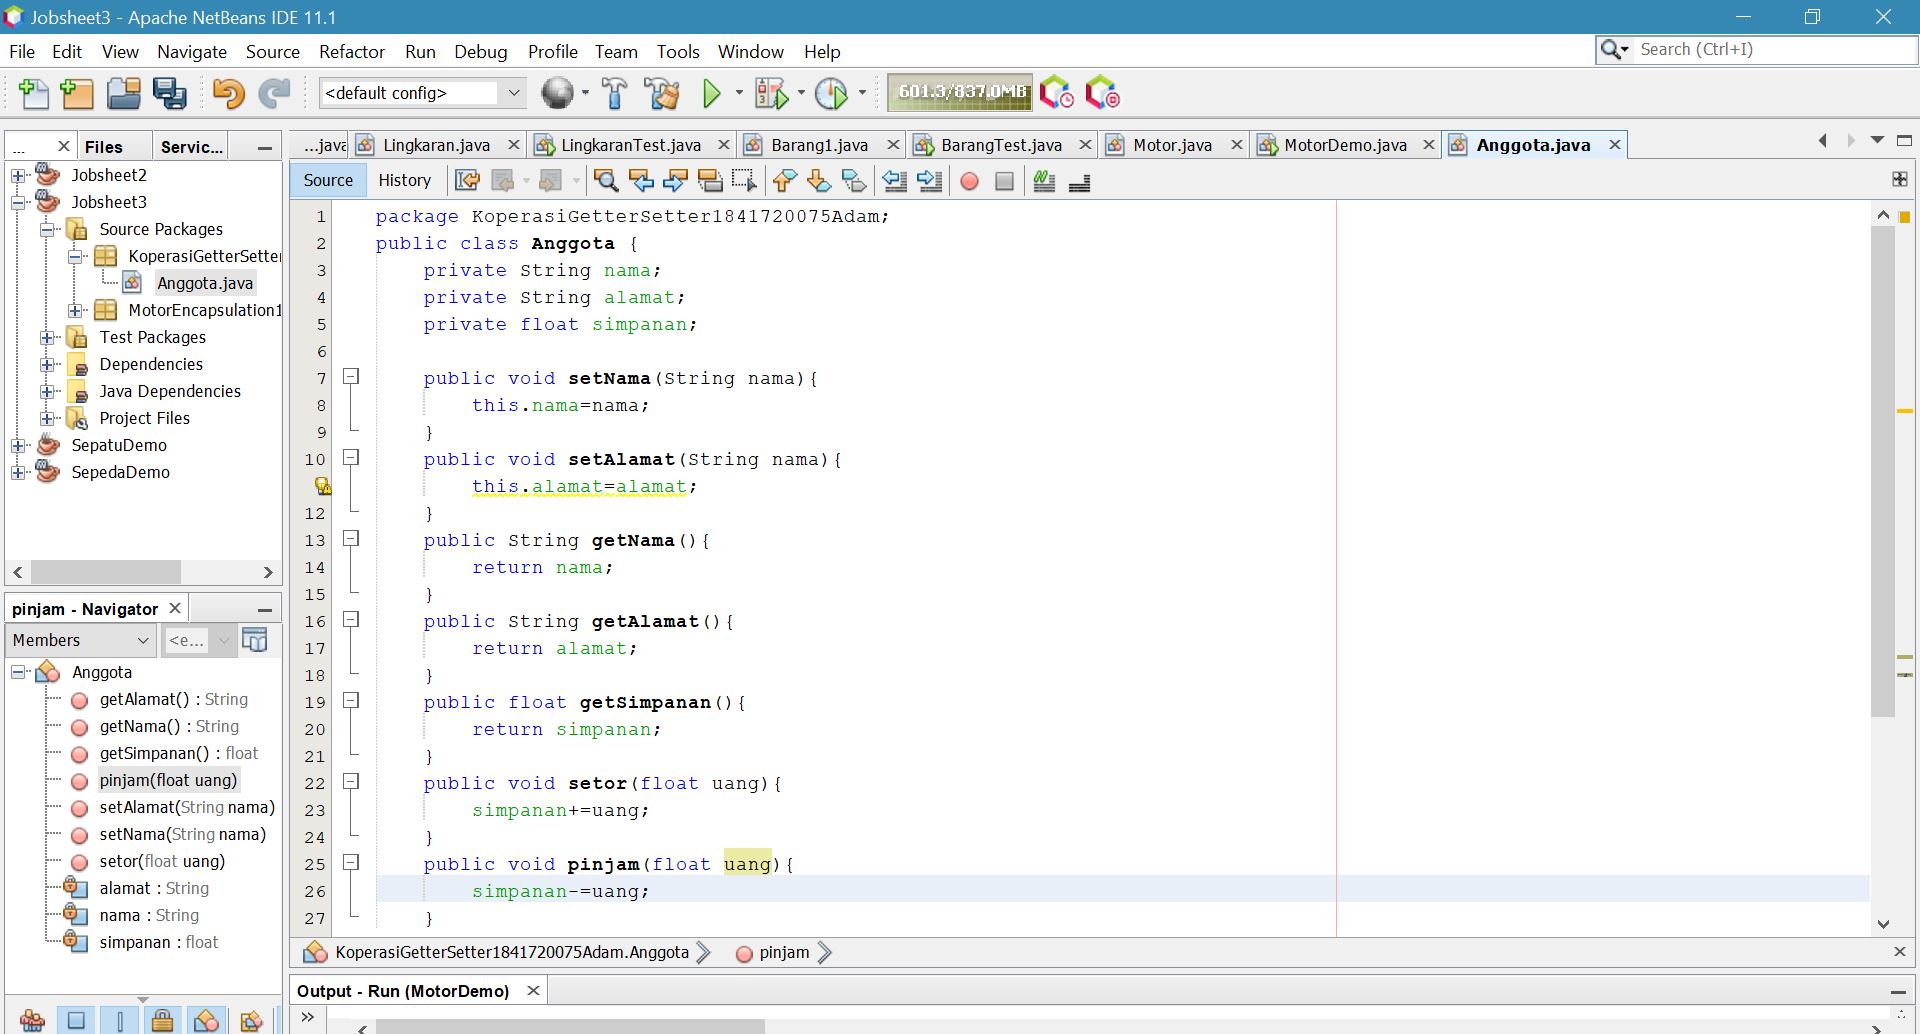 Jobsheet3 - Apache NetBeans IDE 11.1
File Edit View Navigate Source Refactor Run Debug Profile Team Tools Window Help
Search (Ctrl+I)
<default config>
601.3/837.0MB
... Files Servic...
...java Lingkaran.java LingkaranTest.java Barang1.java BarangTest.java Motor.java MotorDemo.java Anggota.java
Source History
Jobsheet2
Jobsheet3
Source Packages
KoperasiGetterSetter
Anggota.java
MotorEncapsulation1
Test Packages
Dependencies
Java Dependencies
Project Files
SepatuDemo
SepedaDemo
pinjam - Navigator
Members <e...
Anggota
getAlamat() : String
getNama() : String
getSimpanan() : float
pinjam(float uang)
setAlamat(String nama)
setNama(String nama)
setor(float uang)
alamat : String
nama : String
simpanan : float
1 package KoperasiGetterSetter1841720075Adam;
2 public class Anggota {
3 private String nama;
4 private String alamat;
5 private float simpanan;
6
7 public void setNama(String nama){
8 this.nama=nama;
9 }
10 public void setAlamat(String nama){
this.alamat=alamat;
12 }
13 public String getNama(){
14 return nama;
15 }
16 public String getAlamat(){
17 return alamat;
18 }
19 public float getSimpanan(){
20 return simpanan;
21 }
22 public void setor(float uang){
23 simpanan+=uang;
24 }
25 public void pinjam(float uang){
26 simpanan-=uang;
27 }
KoperasiGetterSetter1841720075Adam.Anggota pinjam
Output - Run (MotorDemo)